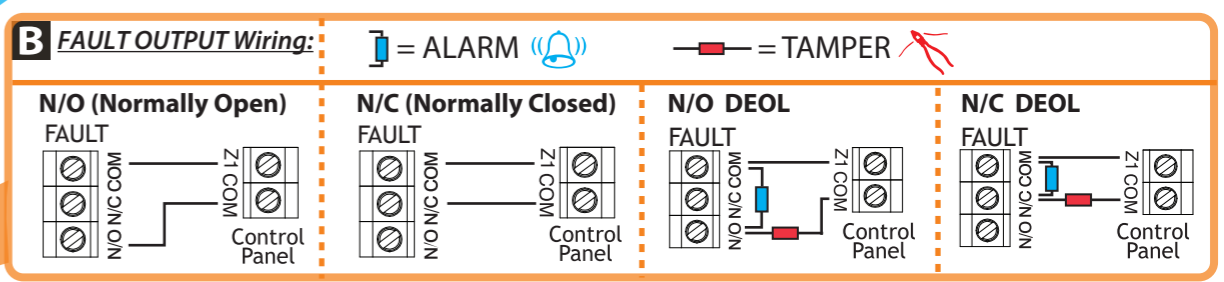 B FAULT OUTPUT Wiring:
= ALARM
= TAMPER
N/O (Normally Open)
FAULT
N/O N/C COM
Z1 COM
Control
Panel
N/C (Normally Closed)
FAULT
N/O N/C COM
Z1 COM
Control
Panel
N/O DEOL
FAULT
N/O N/C COM
Z1 COM
Control
Panel
N/C DEOL
FAULT
N/O N/C COM
Z1 COM
Control
Panel